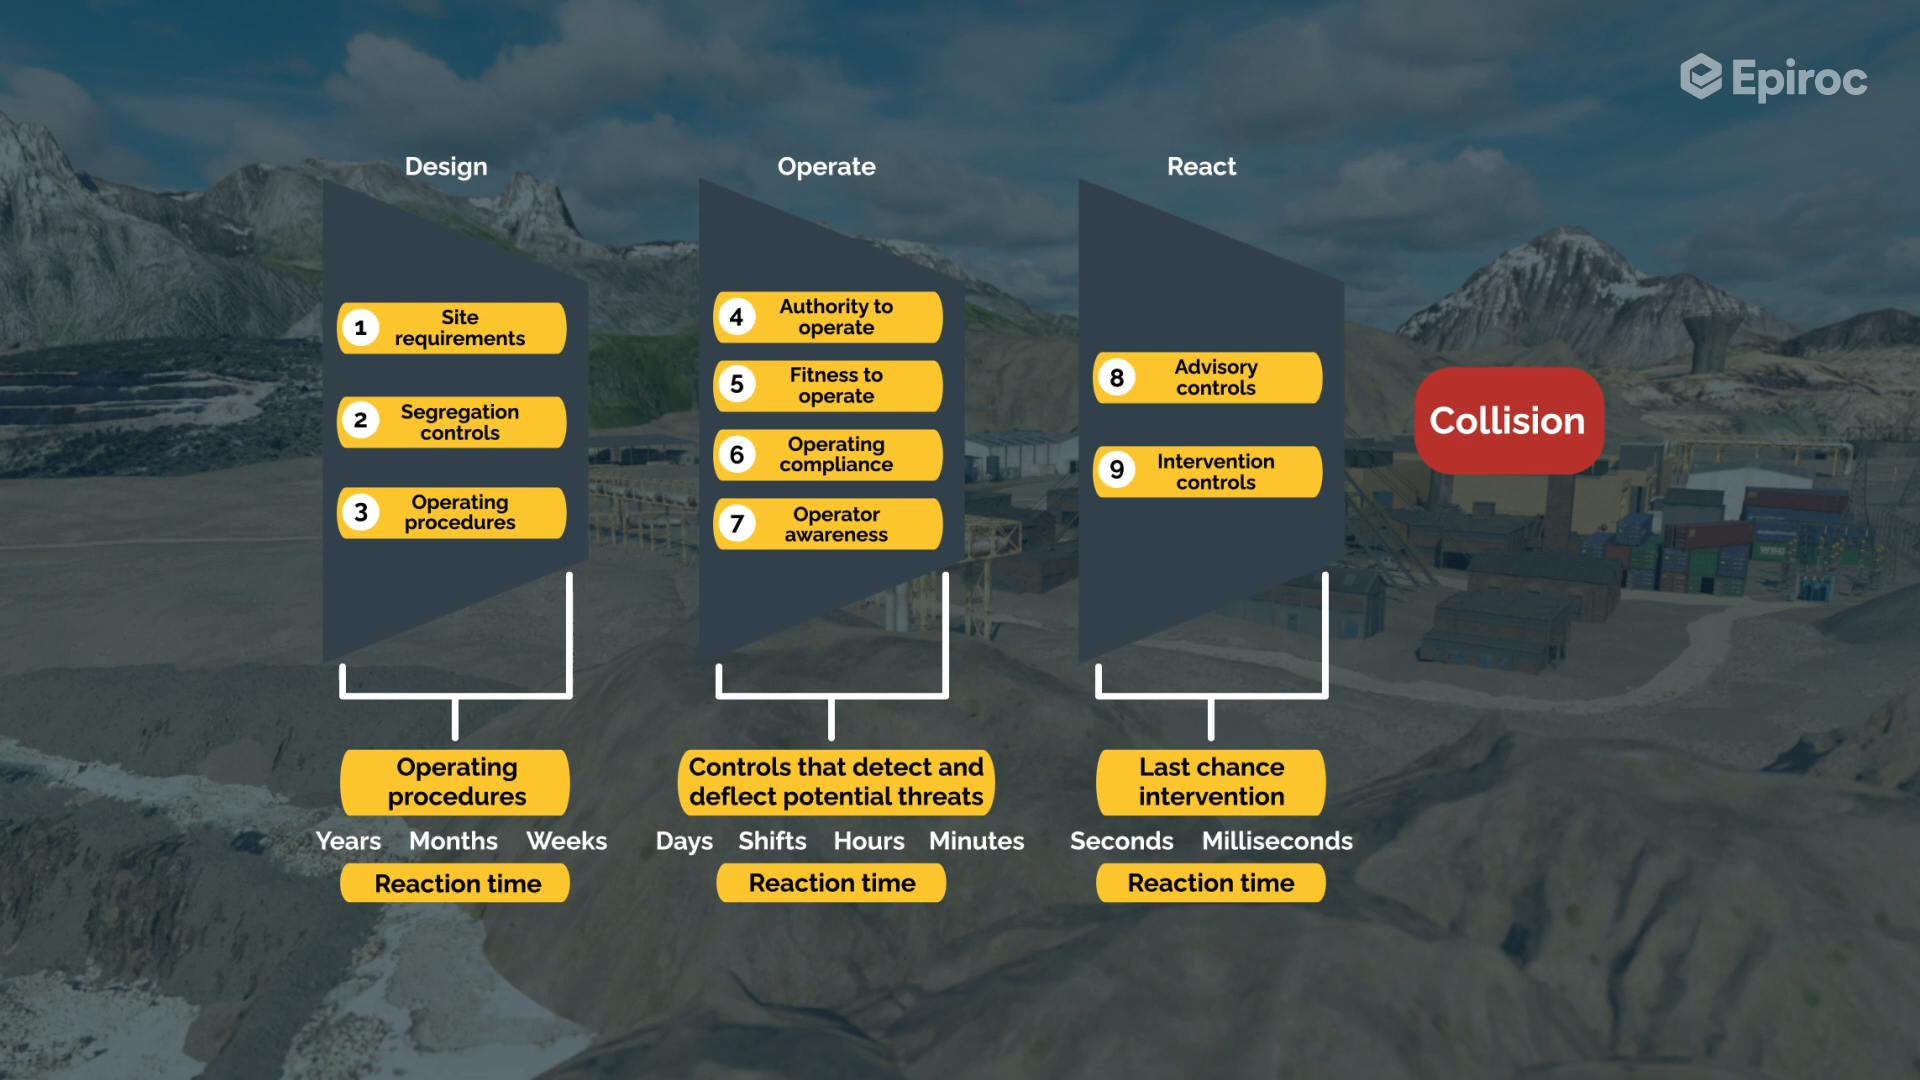 Epiroc
Design
1
Site
requirements
2
Segregation
controls
3
Operating
procedures
Operating
procedures
Years Months Weeks
Reaction time
Operate
4
Authority to
operate
5
Fitness to
operate
6
Operating
compliance
7
Operator
awareness
Controls that detect and
deflect potential threats
Days Shifts Hours Minutes
Reaction time
React
8
Advisory
controls
9
Intervention
controls
Last chance
intervention
Seconds Milliseconds
Reaction time
Collision